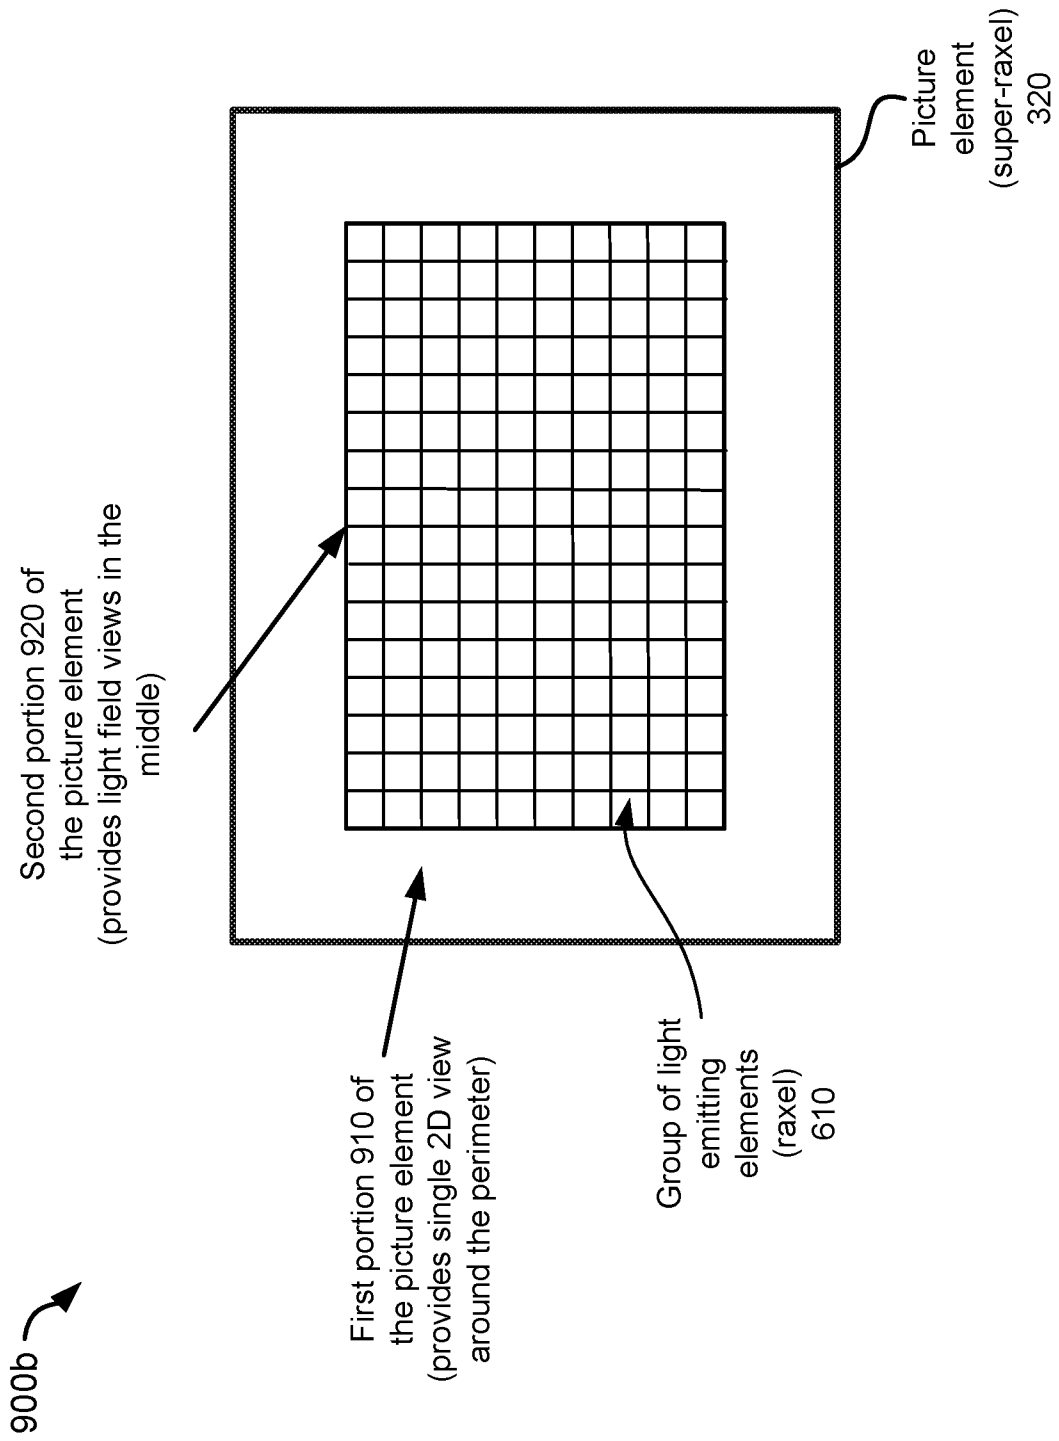 900b
Second portion 920 of
the picture element
(provides light field views in the
middle)
First portion 910 of
the picture element
(provides single 2D view
around the perimeter)
Group of light
emitting
elements
(raxel)
610
Picture
element
(super-raxel)
320